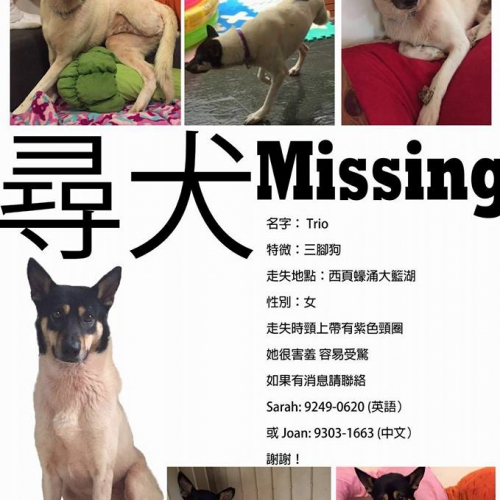 尋犬 Missing
名字： Trio
特微：三腳狗
走失地點：西頁蠔涌大籃湖
性別：女
走失時頸上帶有紫色頸圈
她很害羞 容易受驚
如果有消息請聯絡
Sarah: 9249-0620 (英語）
或 Joan: 9303-1663 (中文）
謝謝！